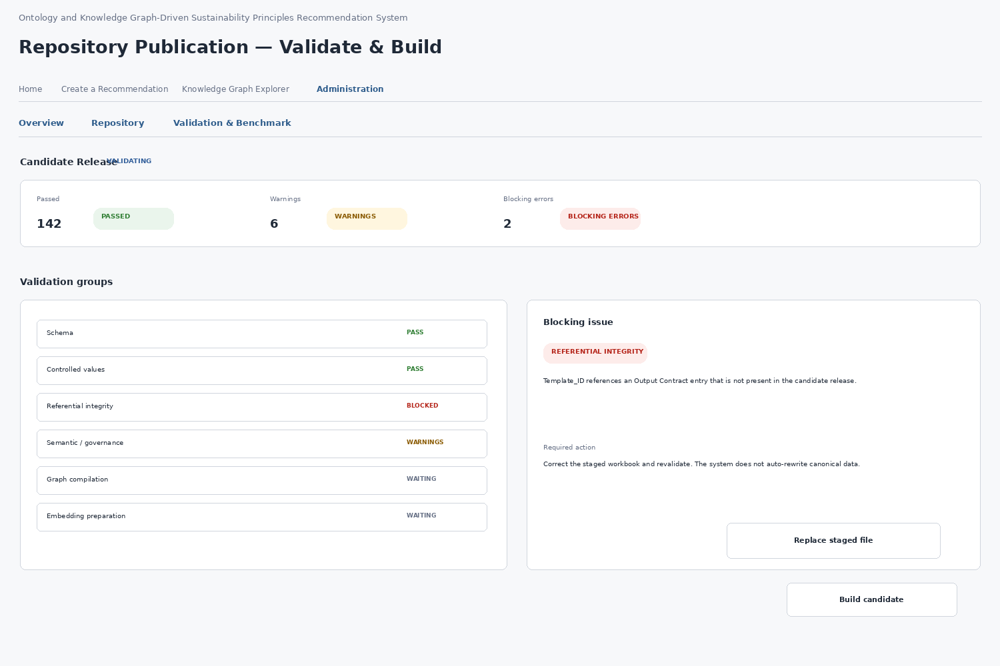 Ontology and Knowledge Graph-Driven Sustainability Principles Recommendation System
Repository Publication — Validate & Build
Home Create a Recommendation Knowledge Graph Explorer Administration
Overview Repository Validation & Benchmark
Candidate Release VALIDATING
Passed Warnings Blocking errors
142 PASSED 6 WARNINGS 2 BLOCKING ERRORS
Validation groups
Schema PASS
Controlled values PASS
Referential integrity BLOCKED
Semantic / governance WARNINGS
Graph compilation WAITING
Embedding preparation WAITING
Blocking issue
REFERENTIAL INTEGRITY
Template_ID references an Output Contract entry that is not present in the candidate release.
Required action
Correct the staged workbook and revalidate. The system does not auto-rewrite canonical data.
Replace staged file
Build candidate